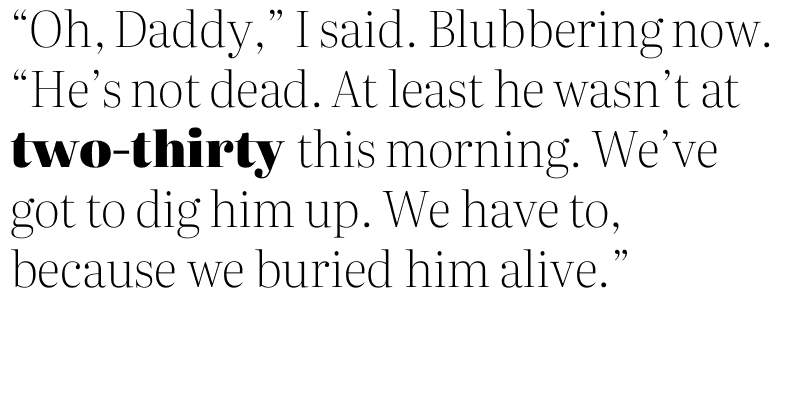 “Oh, Daddy,” I said. Blubbering now.
“He’s not dead. At least he wasn’t at
two-thirty this morning. We’ve
got to dig him up. We have to,
because we buried him alive.”